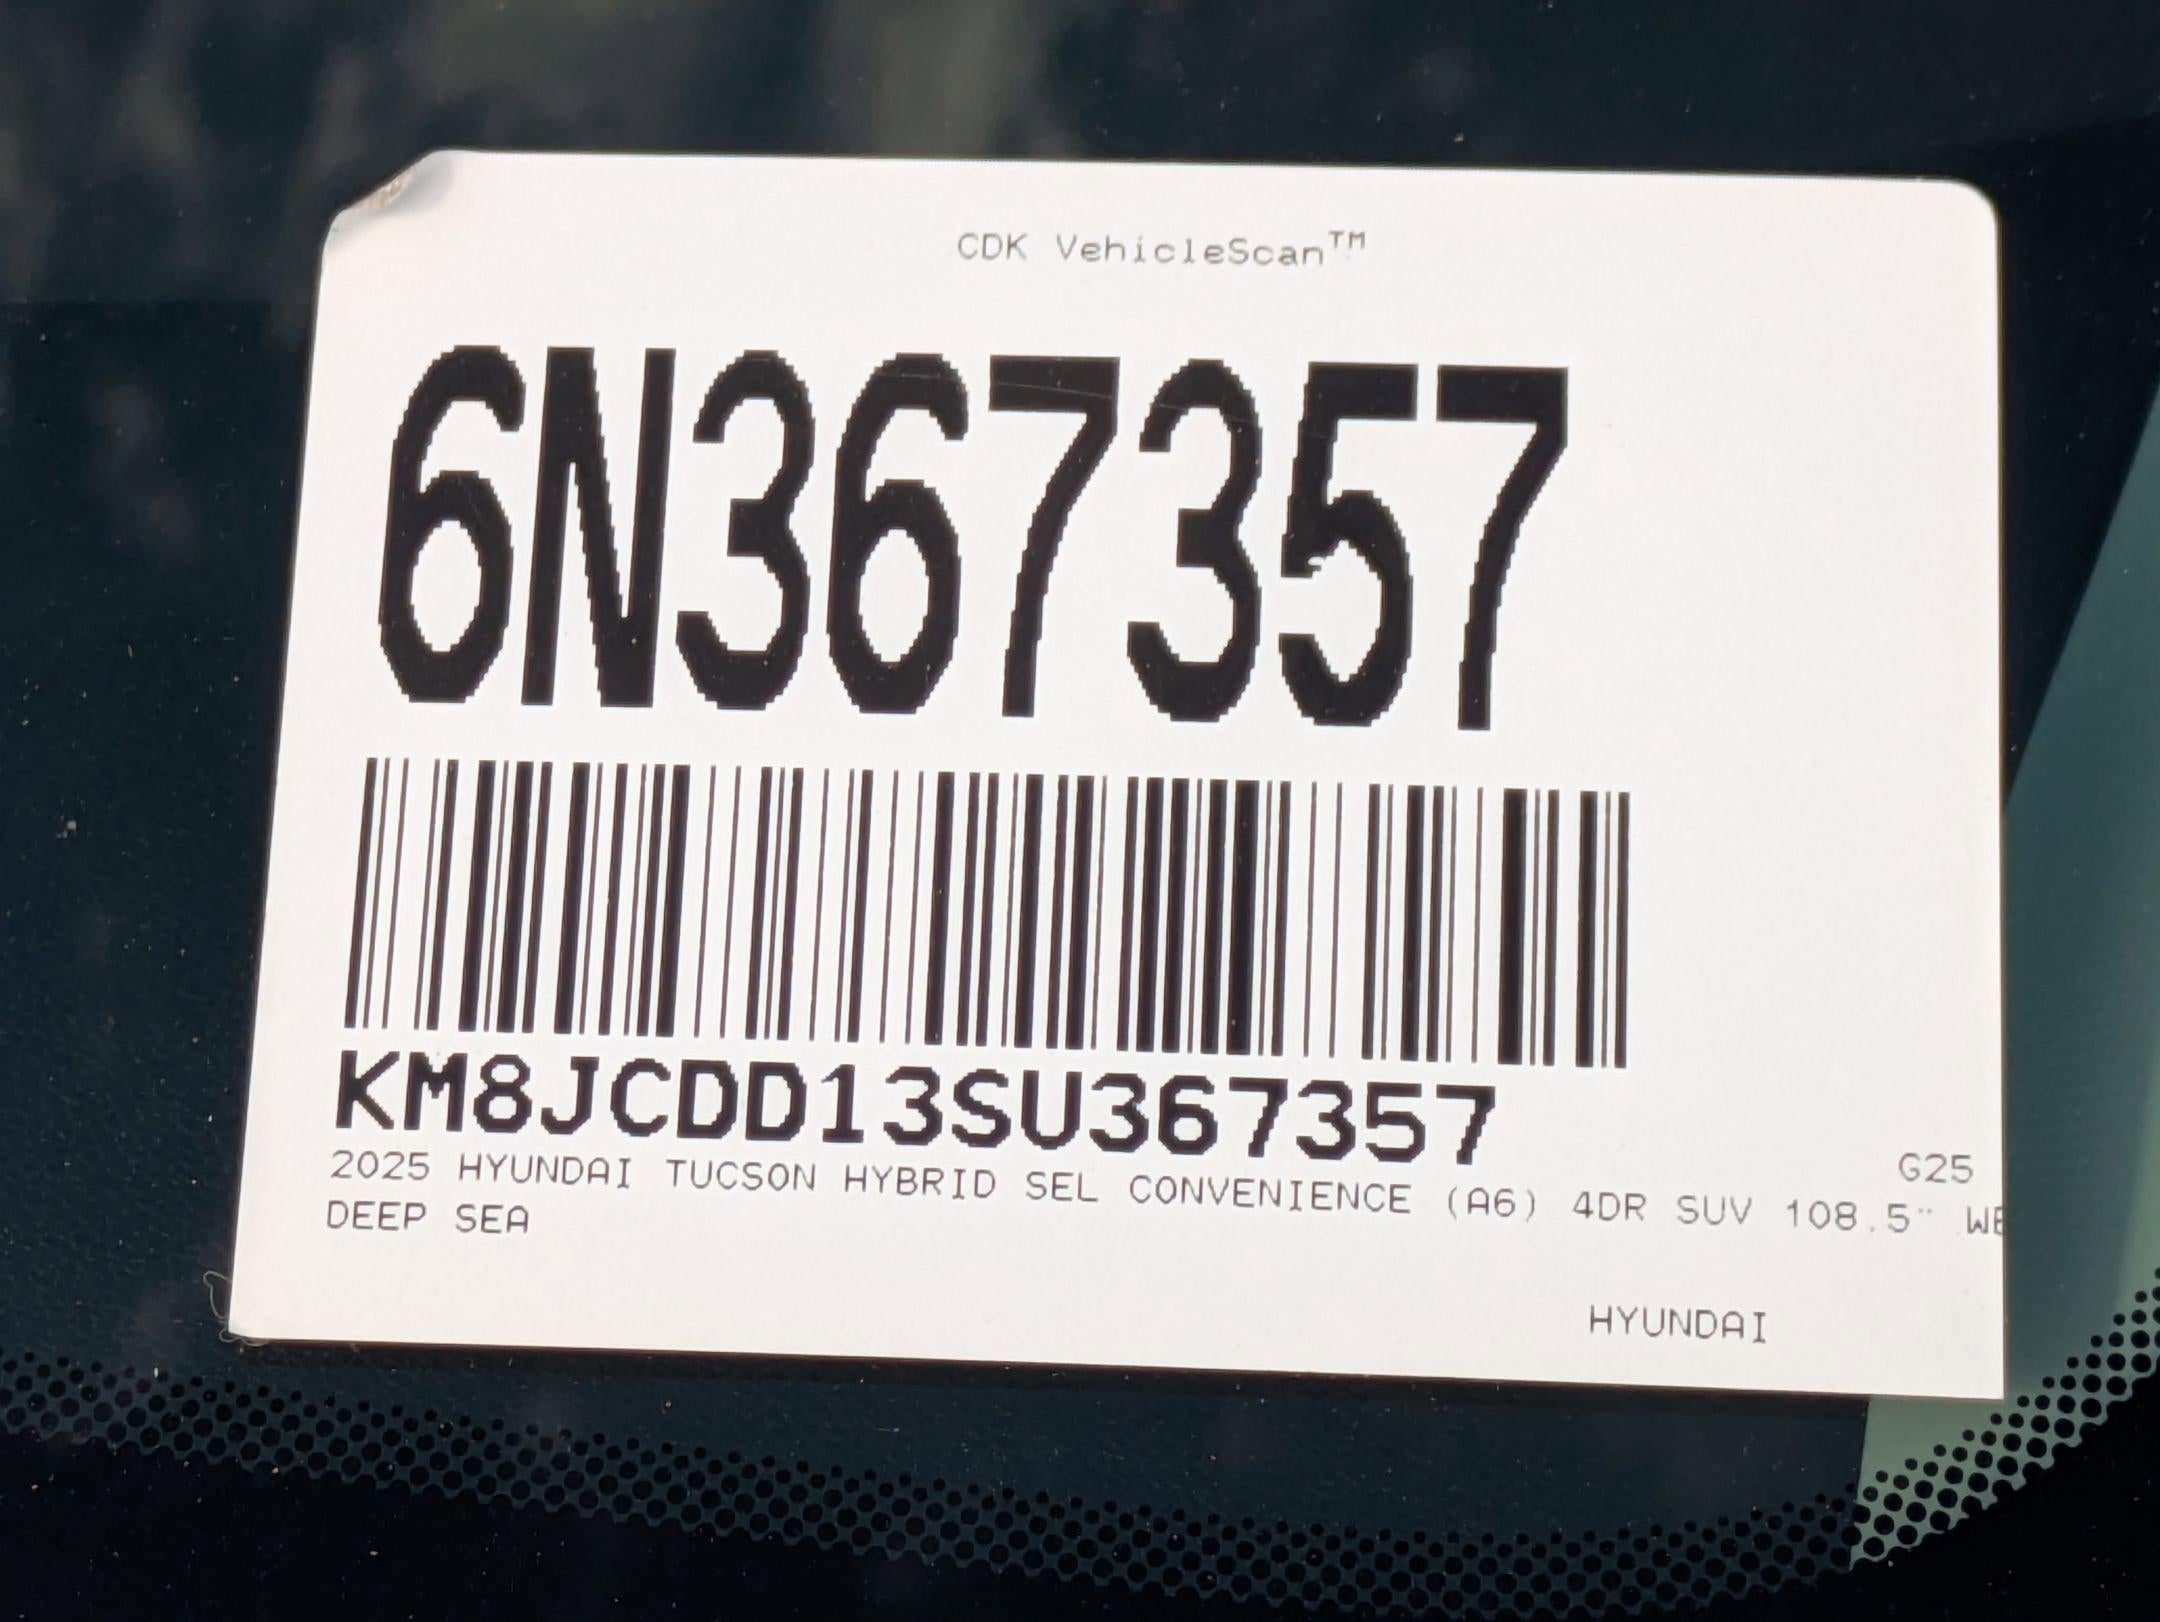 CDK VehicleScan™
6N367357
KM8JCDD13SU367357
G25
2025 HYUNDAI TUCSON HYBRID SEL CONVENIENCE (A6) 4DR SUV 108.5"
DEEP SEA
HYUNDAI